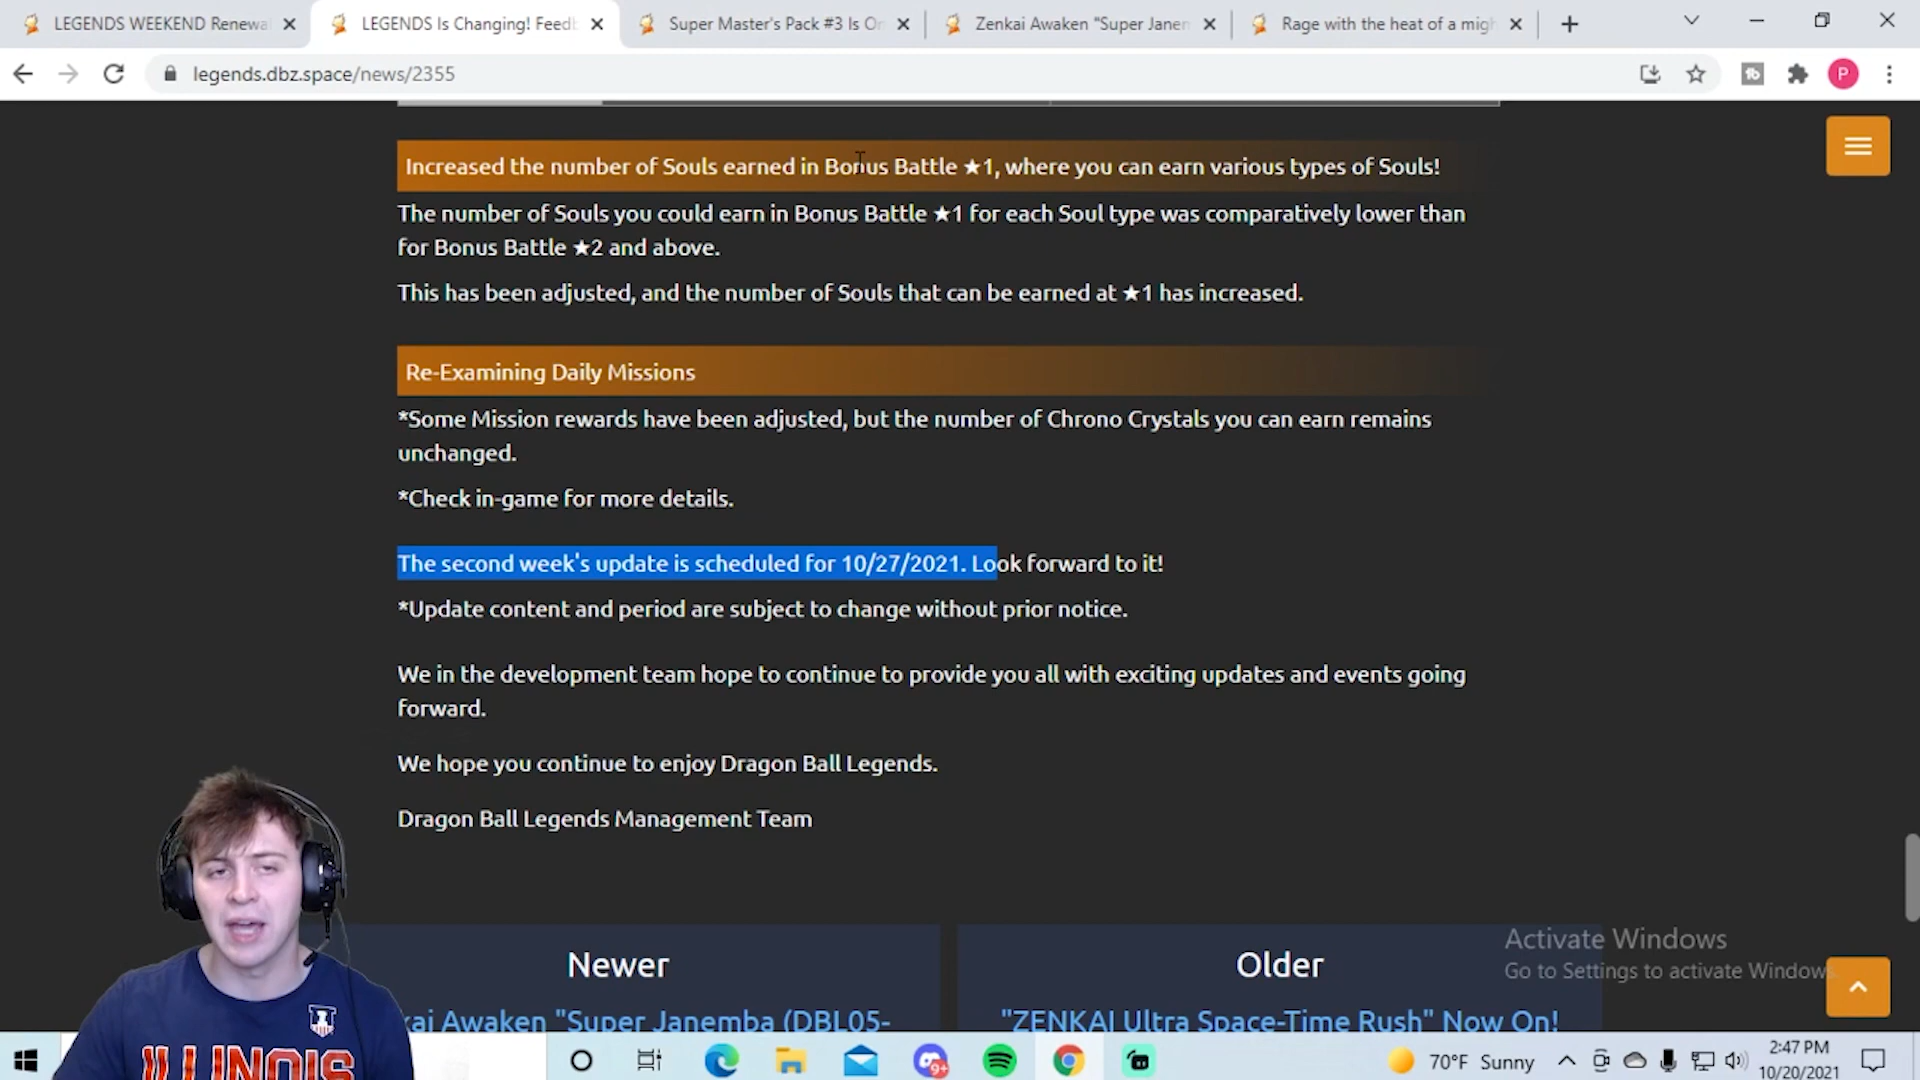 LEGENDS WEEKEND Renewa
LEGENDS Is Changing! Feedb
Super Master's Pack #3 Is On
Zenkai Awaken "Super Janem
Rage with the heat of a migh
legends.dbz.space/news/2355
P
Increased the number of Souls earned in Bonus Battle ★1, where you can earn various types of Souls!
The number of Souls you could earn in Bonus Battle ★1 for each Soul type was comparatively lower than
for Bonus Battle ★2 and above.
This has been adjusted, and the number of Souls that can be earned at ★1 has increased.
Re-Examining Daily Missions
*Some Mission rewards have been adjusted, but the number of Chrono Crystals you can earn remains
unchanged.
*Check in-game for more details.
The second week's update is scheduled for 10/27/2021. Look forward to it!
*Update content and period are subject to change without prior notice.
We in the development team hope to continue to provide you all with exciting updates and events going
forward.
We hope you continue to enjoy Dragon Ball Legends.
Dragon Ball Legends Management Team
Newer
Older
kai Awaken "Super Janemba (DBL05-
"ZENKAI Ultra Space-Time Rush" Now On!
Activate Windows
Go to Settings to activate Windows
ILLINOIS
9+
70°F Sunny
2:47 PM
10/20/2021